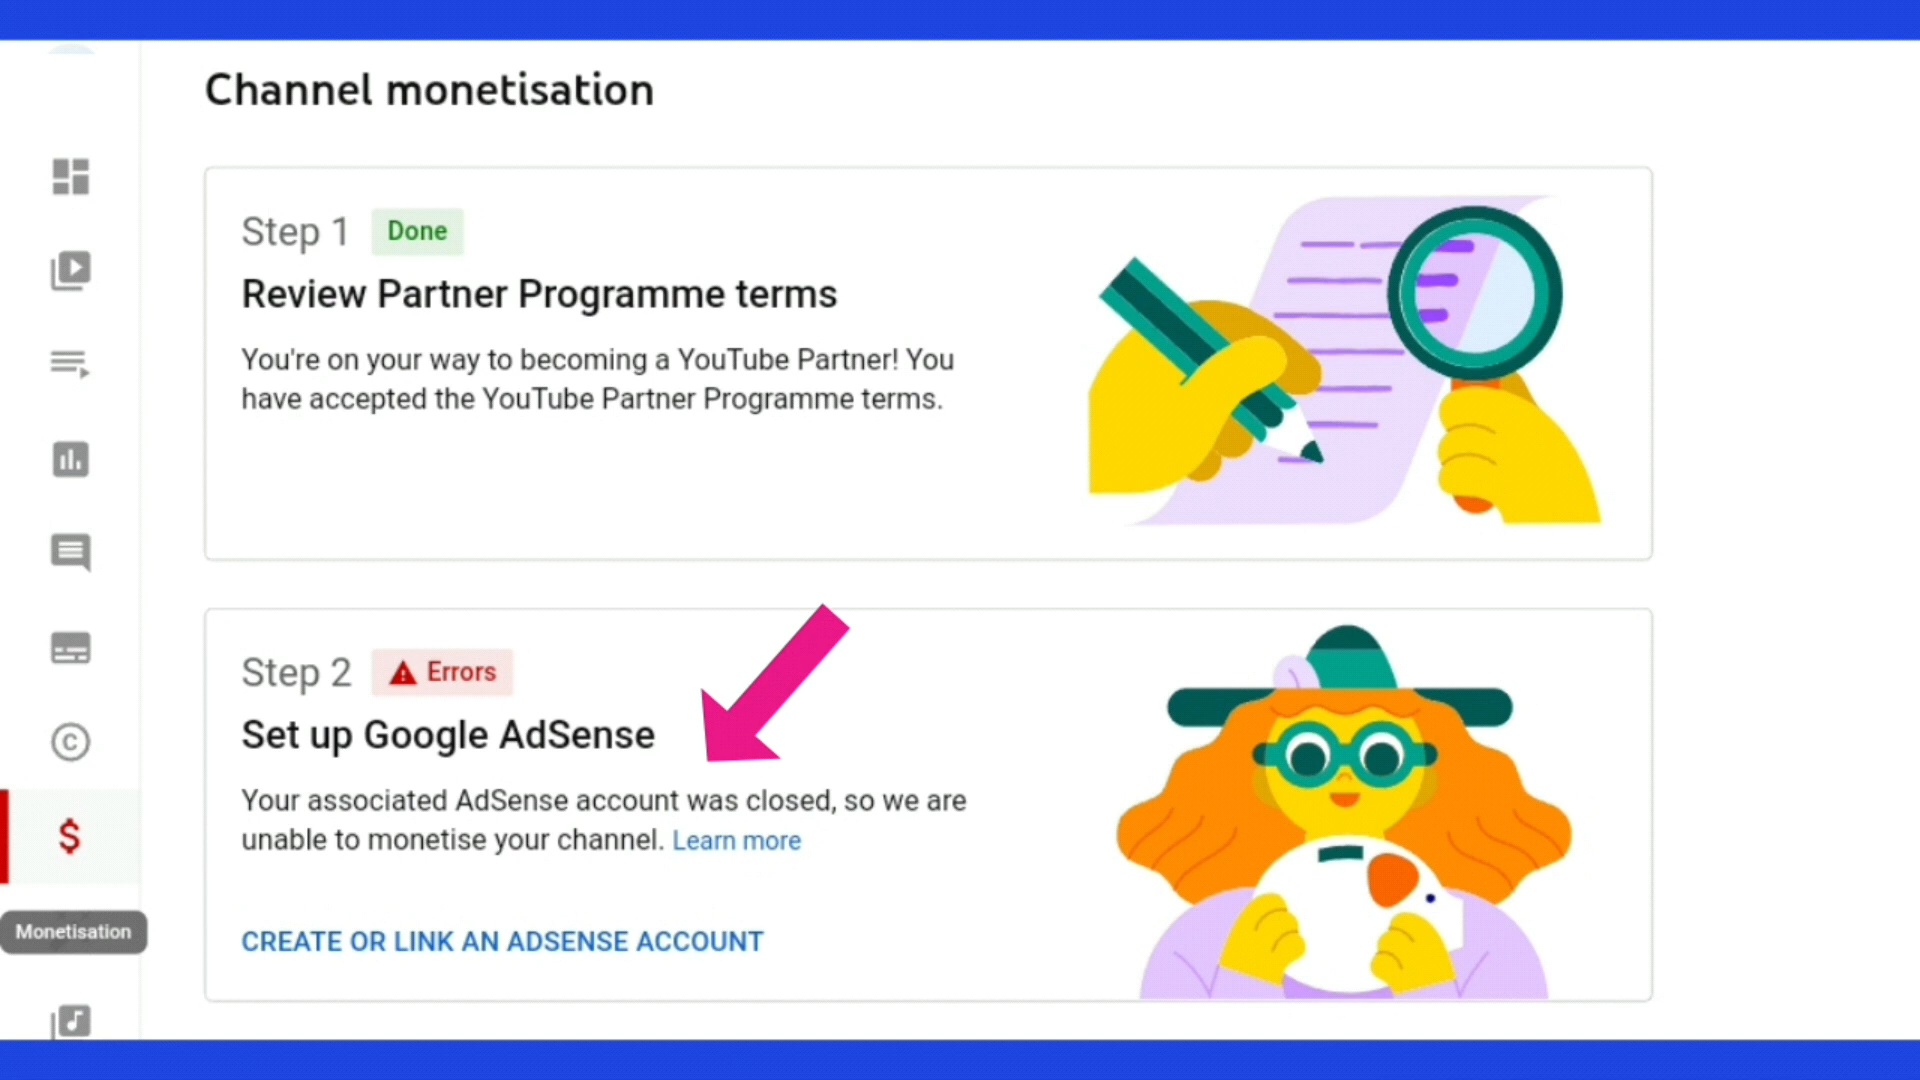 Channel monetisation
Step 1 Done
Review Partner Programme terms
You're on your way to becoming a YouTube Partner! You
have accepted the YouTube Partner Programme terms.
Step 2 Errors
Set up Google AdSense
Your associated AdSense account was closed, so we are
unable to monetise your channel. Learn more
CREATE OR LINK AN ADSENSE ACCOUNT
Monetisation